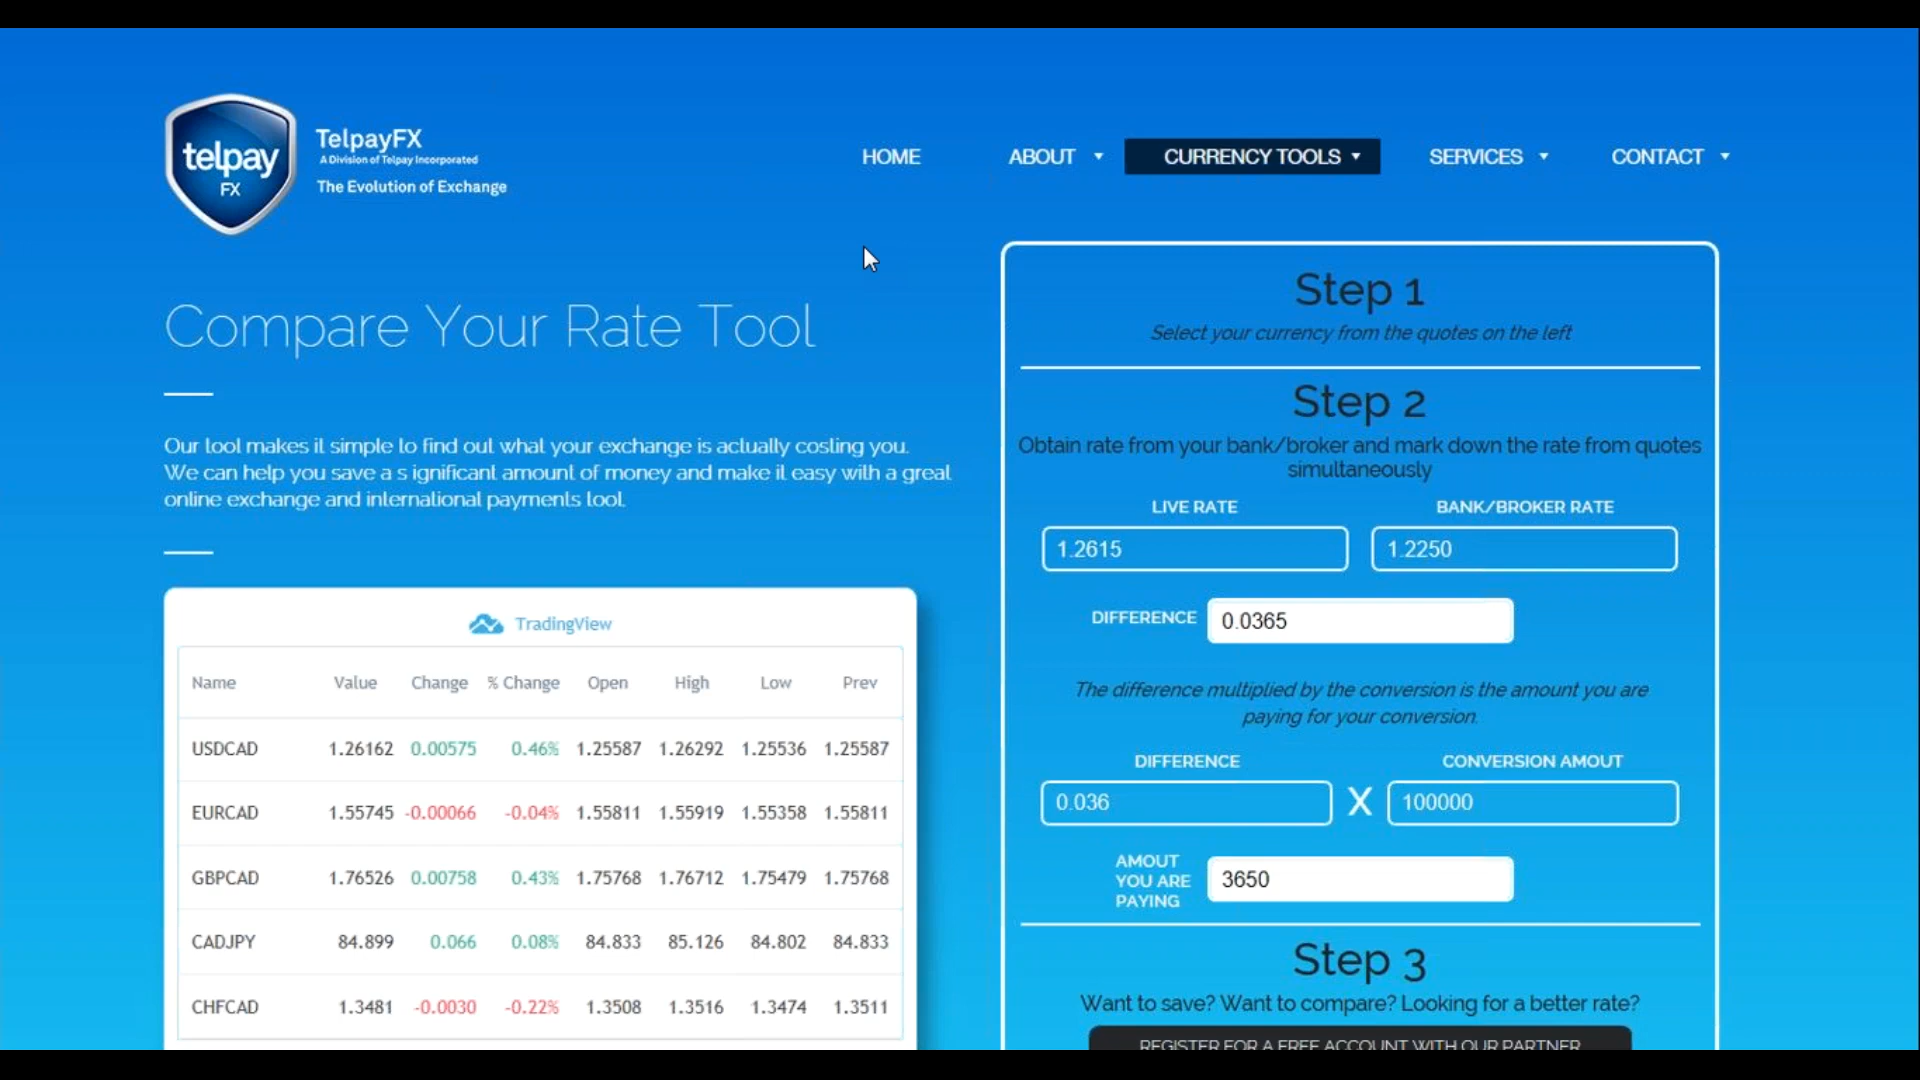 telpay
FX
TelpayFX
A Division of Telpay Incorporated
The Evolution of Exchange
HOME
ABOUT
CURRENCY TOOLS
SERVICES
CONTACT
Compare Your Rate Tool
Our tool makes it simple to find out what your exchange is actually costing you.
We can help you save a s ignificant amount of money and make it easy with a great
online exchange and international payments tool.
TradingView
Name Value Change % Change Open High Low Prev
USDCAD 1.26162 0.00575 0.46% 1.25587 1.26292 1.25536 1.25587
EURCAD 1.55745 -0.00066 -0.04% 1.55811 1.55919 1.55358 1.55811
GBPCAD 1.76526 0.00758 0.43% 1.75768 1.76712 1.75479 1.75768
CADJPY 84.899 0.066 0.08% 84.833 85.126 84.802 84.833
CHFCAD 1.3481 -0.0030 -0.22% 1.3508 1.3516 1.3474 1.3511
Step 1
Select your currency from the quotes on the left
Step 2
Obtain rate from your bank/broker and mark down the rate from quotes
simultaneously
LIVE RATE BANK/BROKER RATE
1.2615 1.2250
DIFFERENCE 0.0365
The difference multiplied by the conversion is the amount you are
paying for your conversion.
DIFFERENCE CONVERSION AMOUT
0.036 X 100000
AMOUT
YOU ARE
PAYING
3650
Step 3
Want to save? Want to compare? Looking for a better rate?
REGISTER FOR A FREE ACCOUNT WITH OUR PARTNER